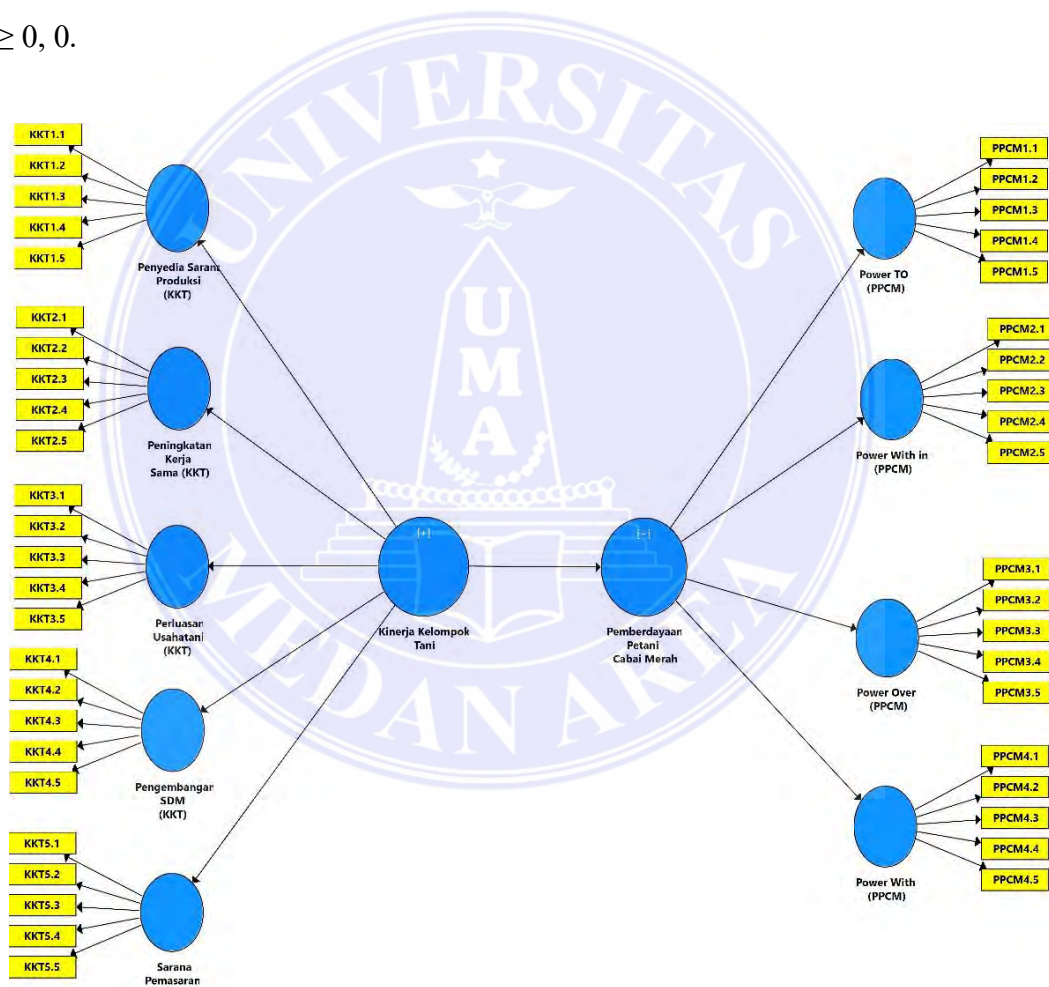 ≥ 0, 0.
UNIVERSITAS
MEDAN AREA
UMA
KKT1.1
KKT1.2
KKT1.3
KKT1.4
KKT1.5
Penyedia Sarana
Produksi
(KKT)
KKT2.1
KKT2.2
KKT2.3
KKT2.4
KKT2.5
Peningkatan
Kerja
Sama (KKT)
KKT3.1
KKT3.2
KKT3.3
KKT3.4
KKT3.5
Perluasan
Usahatani
(KKT)
KKT4.1
KKT4.2
KKT4.3
KKT4.4
KKT4.5
Pengembangan
SDM
(KKT)
KKT5.1
KKT5.2
KKT5.3
KKT5.4
KKT5.5
Sarana
Pemasaran
[+]
Kinerja Kelompok
Tani
[-]
Pemberdayaan
Petani
Cabai Merah
PPCM1.1
PPCM1.2
PPCM1.3
PPCM1.4
PPCM1.5
Power TO
(PPCM)
PPCM2.1
PPCM2.2
PPCM2.3
PPCM2.4
PPCM2.5
Power With in
(PPCM)
PPCM3.1
PPCM3.2
PPCM3.3
PPCM3.4
PPCM3.5
Power Over
(PPCM)
PPCM4.1
PPCM4.2
PPCM4.3
PPCM4.4
PPCM4.5
Power With
(PPCM)